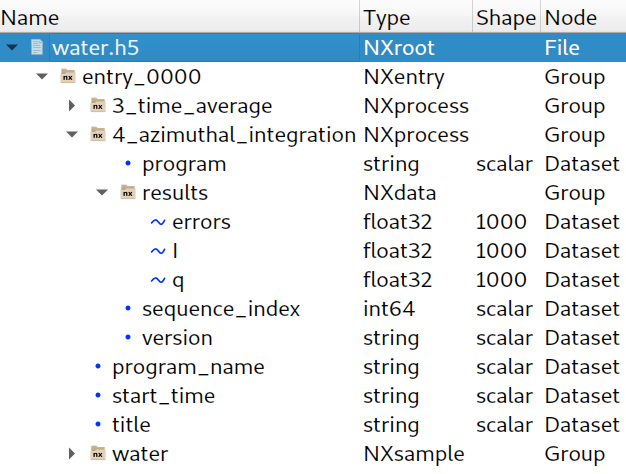 Name Type Shape Node
water.h5 NXroot File
nx entry_0000 NXentry Group
nx 3_time_average NXprocess Group
nx 4_azimuthal_integration NXprocess Group
program string scalar Dataset
nx results NXdata Group
errors float32 1000 Dataset
I float32 1000 Dataset
q float32 1000 Dataset
sequence_index int64 scalar Dataset
version string scalar Dataset
program_name string scalar Dataset
start_time string scalar Dataset
title string scalar Dataset
nx water NXsample Group